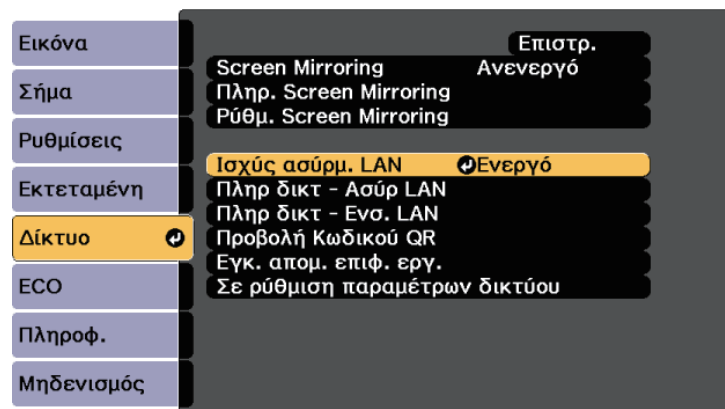 Εικόνα
Σήμα
Ρυθμίσεις
Εκτεταμένη
Δίκτυο
ECO
Πληροφ.
Μηδενισμός
Επιστρ.
Screen Mirroring Ανενεργό
Πληρ. Screen Mirroring
Ρύθμ. Screen Mirroring
Ισχύς ασύρμ. LAN Ενεργό
Πληρ δικτ - Ασύρ LAN
Πληρ δικτ - Ενσ. LAN
Προβολή Κωδικού QR
Εγκ. απομ. επιφ. εργ.
Σε ρύθμιση παραμέτρων δικτύου